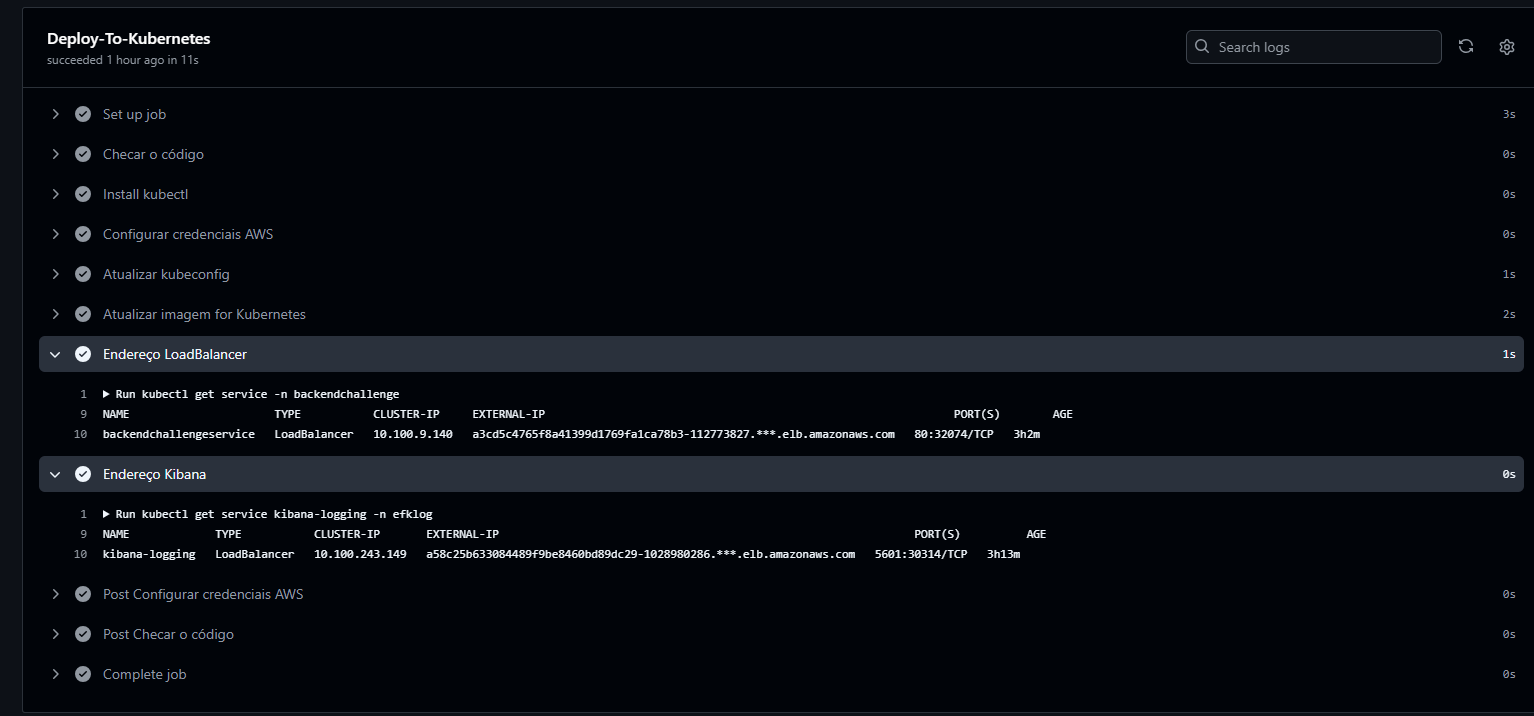 Deploy-To-Kubernetes
succeeded 1 hour ago in 11s
Search logs
Set up job 3s
Checar o código 0s
Install kubectl 0s
Configurar credenciais AWS 0s
Atualizar kubeconfig 1s
Atualizar imagem for Kubernetes 2s
Endereço LoadBalancer 1s
1 Run kubectl get service -n backendchallenge
9 NAME TYPE CLUSTER-IP EXTERNAL-IP PORT(S) AGE
10 backendchallengeservice LoadBalancer 10.100.9.140 a3cd5c4765f8a41399d1769fa1ca78b3-112773827.***.elb.amazonaws.com 80:32074/TCP 3h2m
Endereço Kibana 0s
1 Run kubectl get service kibana-logging -n efklog
9 NAME TYPE CLUSTER-IP EXTERNAL-IP PORT(S) AGE
10 kibana-logging LoadBalancer 10.100.243.149 a58c25b633084489f9be8460bd89dc29-1028980286.***.elb.amazonaws.com 5601:30314/TCP 3h13m
Post Configurar credenciais AWS 0s
Post Checar o código 0s
Complete job 0s